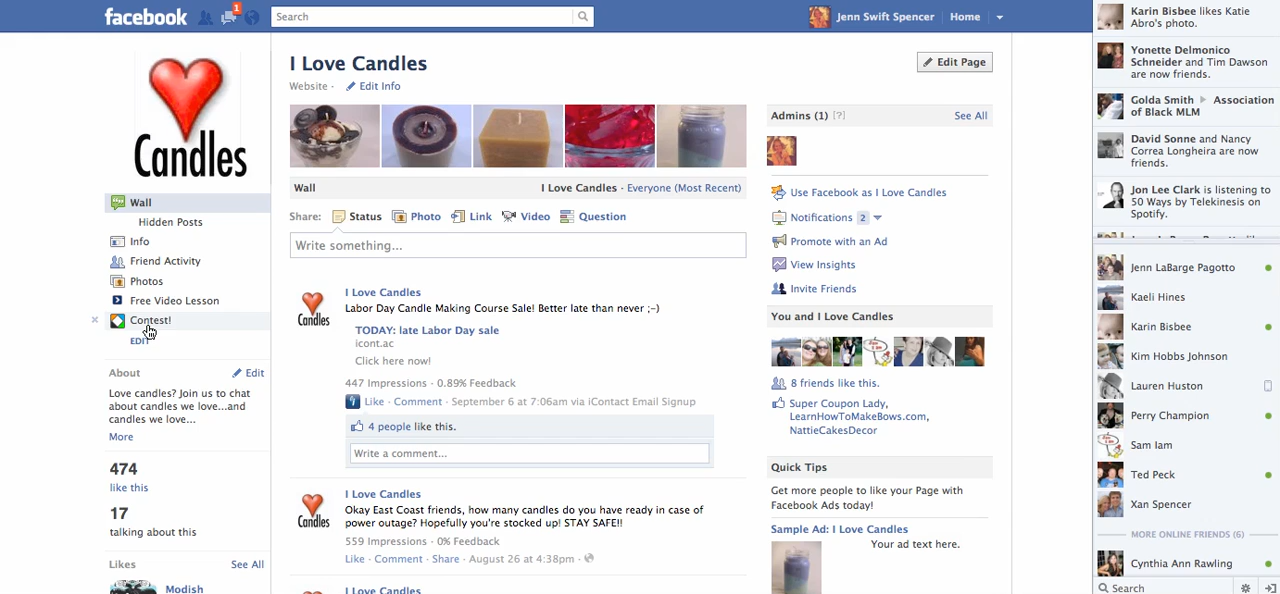 facebook
1
Search
Jenn Swift Spencer
Home
Candles
Wall
Hidden Posts
Info
Friend Activity
Photos
Free Video Lesson
Contest!
EDIT
About
Edit
Love candles? Join us to chat
about candles we love...and
candles we love...
More
474
like this
17
talking about this
Likes
See All
Modish
I Love Candles
Website ·
Edit Info
Edit Page
Wall
I Love Candles · Everyone (Most Recent)
Share:
Status
Photo
Link
Video
Question
Write something...
Candles
I Love Candles
Labor Day Candle Making Course Sale! Better late than never ;-)
TODAY: late Labor Day sale
icont.ac
Click here now!
447 Impressions · 0.89% Feedback
Like · Comment · September 6 at 7:06am via iContact Email Signup
4 people like this.
Write a comment...
Candles
I Love Candles
Okay East Coast friends, how many candles do you have ready in case of
power outage? Hopefully you're stocked up! STAY SAFE!!
559 Impressions · 0% Feedback
Like · Comment · Share · August 26 at 4:38pm ·
I Love Candles
Admins (1) [?]
See All
Use Facebook as I Love Candles
Notifications 2
Promote with an Ad
View Insights
Invite Friends
You and I Love Candles
8 friends like this.
Super Coupon Lady,
LearnHowToMakeBows.com,
NattieCakesDecor
Quick Tips
Get more people to like your Page with
Facebook Ads today!
Sample Ad: I Love Candles
Your ad text here.
Karin Bisbee likes Katie
Abro's photo.
Yonette Delmonico
Schneider and Tim Dawson
are now friends.
Golda Smith Association
of Black MLM
David Sonne and Nancy
Correa Longheira are now
friends.
Jon Lee Clark is listening to
50 Ways by Telekinesis on
Spotify.
Jenn LaBarge Pagotto
Kaeli Hines
Karin Bisbee
Kim Hobbs Johnson
Lauren Huston
Perry Champion
Sam Iam
Ted Peck
Xan Spencer
MORE ONLINE FRIENDS (6)
Cynthia Ann Rawling
Search